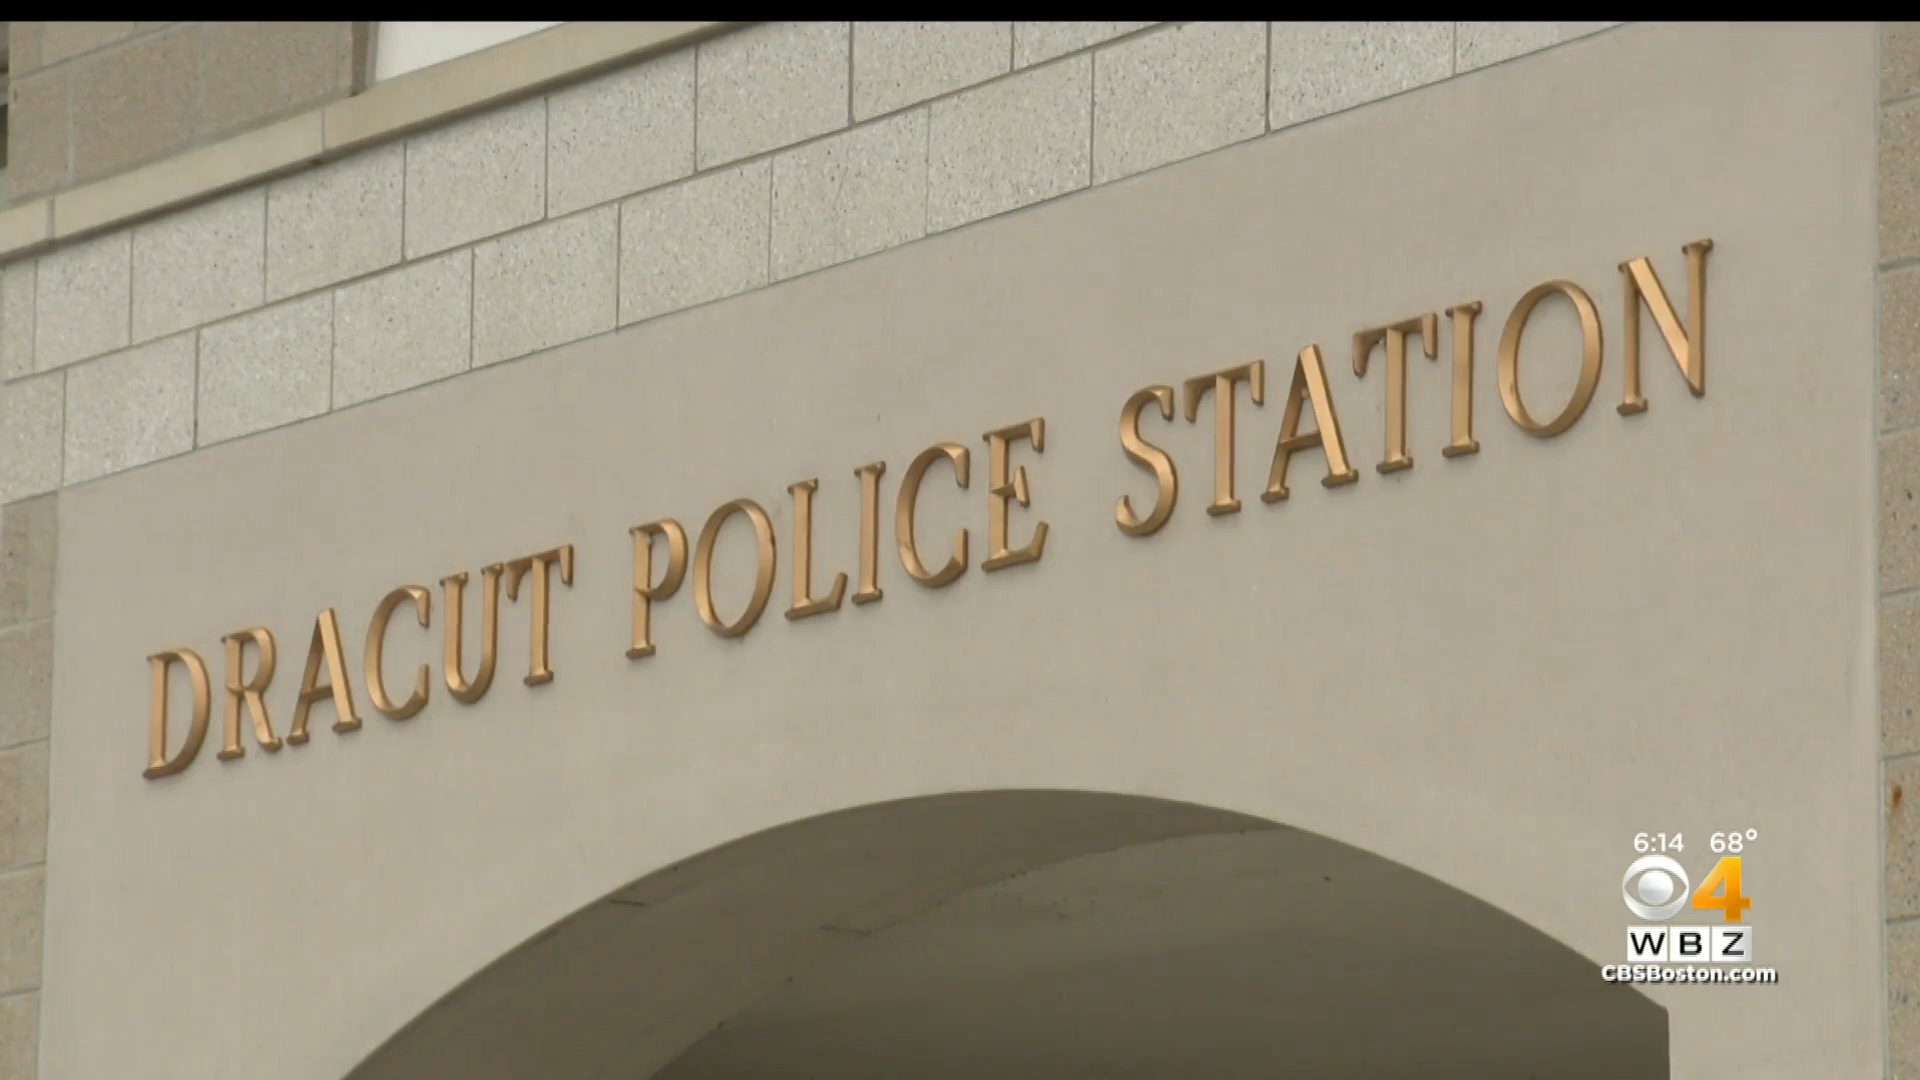 DRACUT POLICE STATION
6:14 68°
4
WBZ
CBSBoston.com